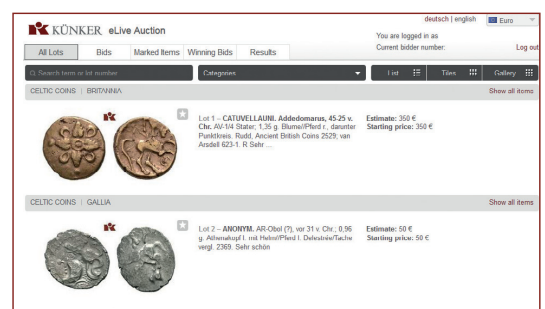 deutsch | english
Euro
KÜNKER eLive Auction
You are logged in as
Current bidder number:
Log out
All Lots
Bids
Marked Items
Winning Bids
Results
Search term or lot number
Categories
List
Tiles
Gallery
CELTIC COINS | BRITANNIA
Show all items
Lot 1 – CATUVELLAUNI. Addedomarus, 45-25 v.
Chr. AV-1/4 Stater; 1,35 g. Blume//Pferd r., darunter
Punktkreis. Rudd, Ancient British Coins 2529; van
Arsdell 623-1. R Sehr ...
Estimate: 350 €
Starting price: 350 €
CELTIC COINS | GALLIA
Show all items
Lot 2 – ANONYM. AR-Obol (?), vor 31 v. Chr.; 0,96
g. Athenakopf l. mit Helm//Pferd l. Delestrée/Tache
vergl. 2369. Sehr schön
Estimate: 50 €
Starting price: 50 €